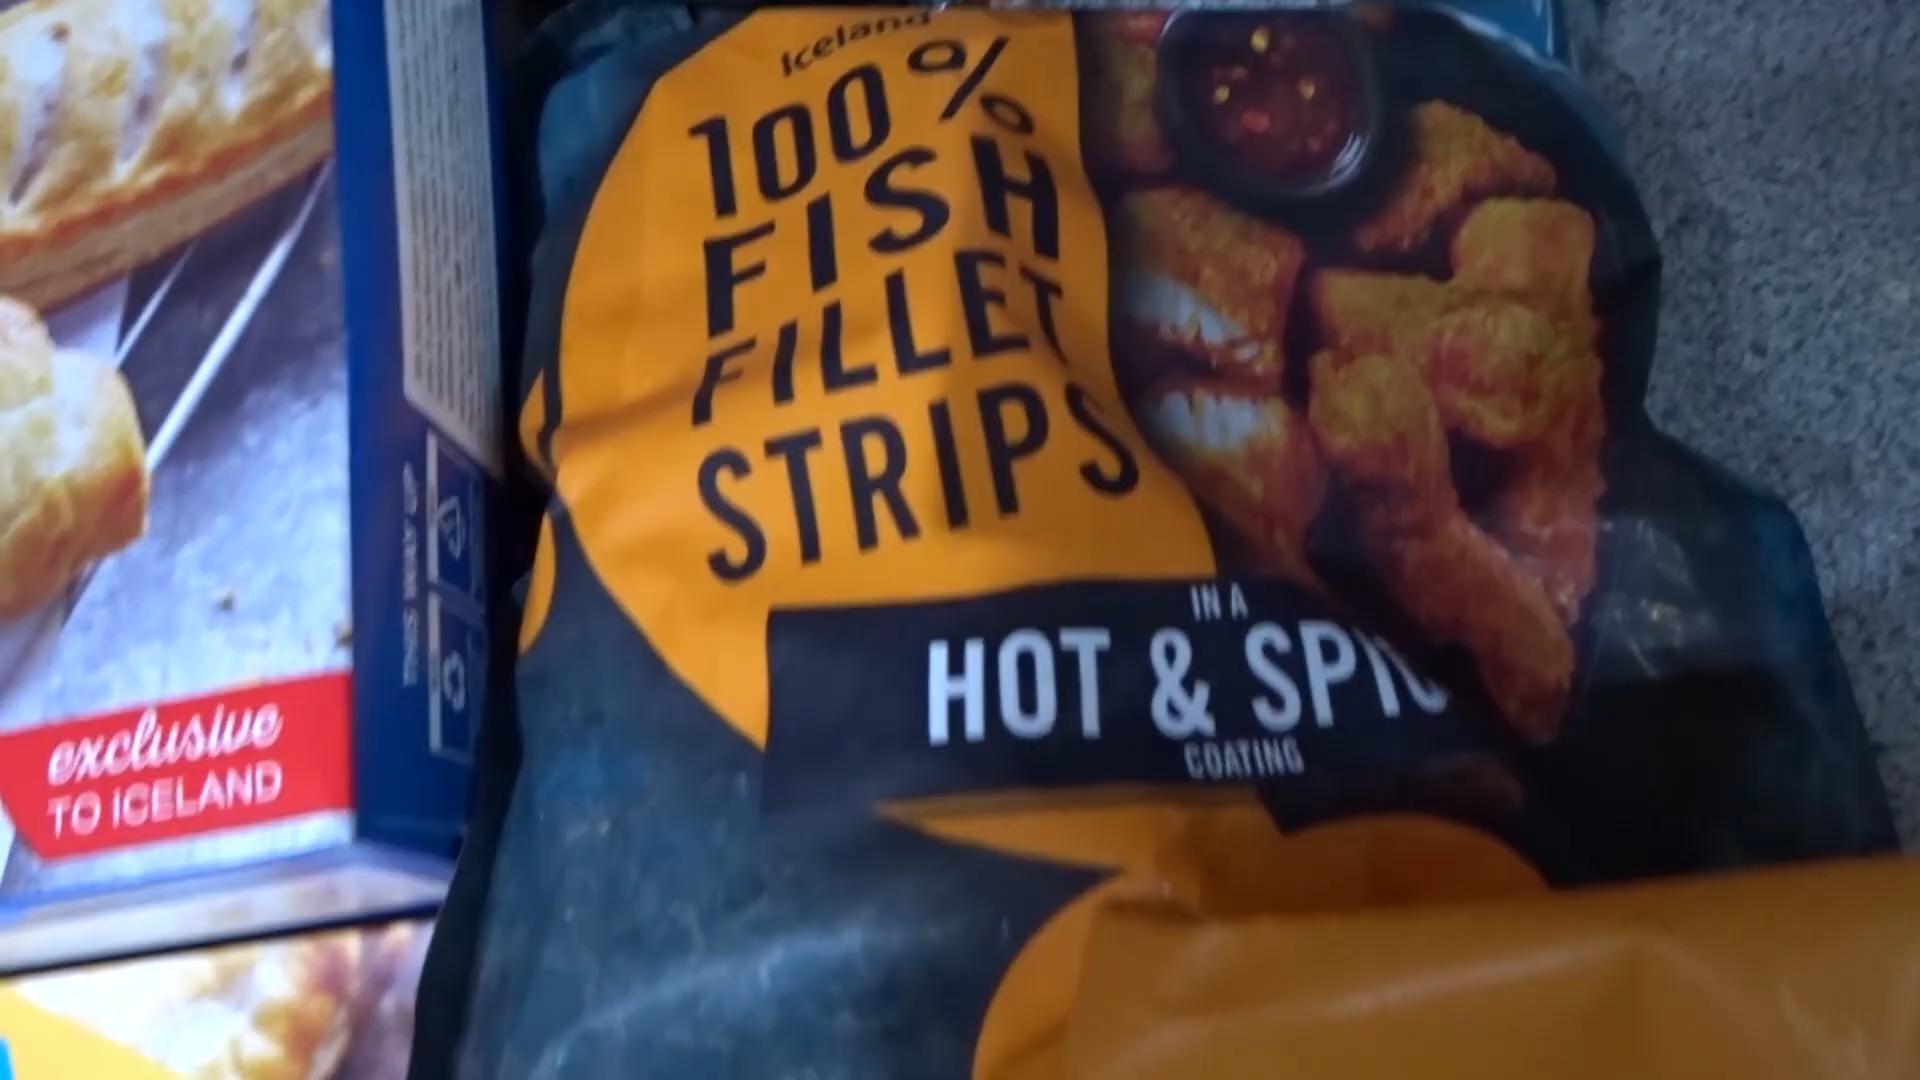 Iceland
100%
FISH
FILLET
STRIPS
IN A
HOT & SPIC
COATING
exclusive
TO ICELAND